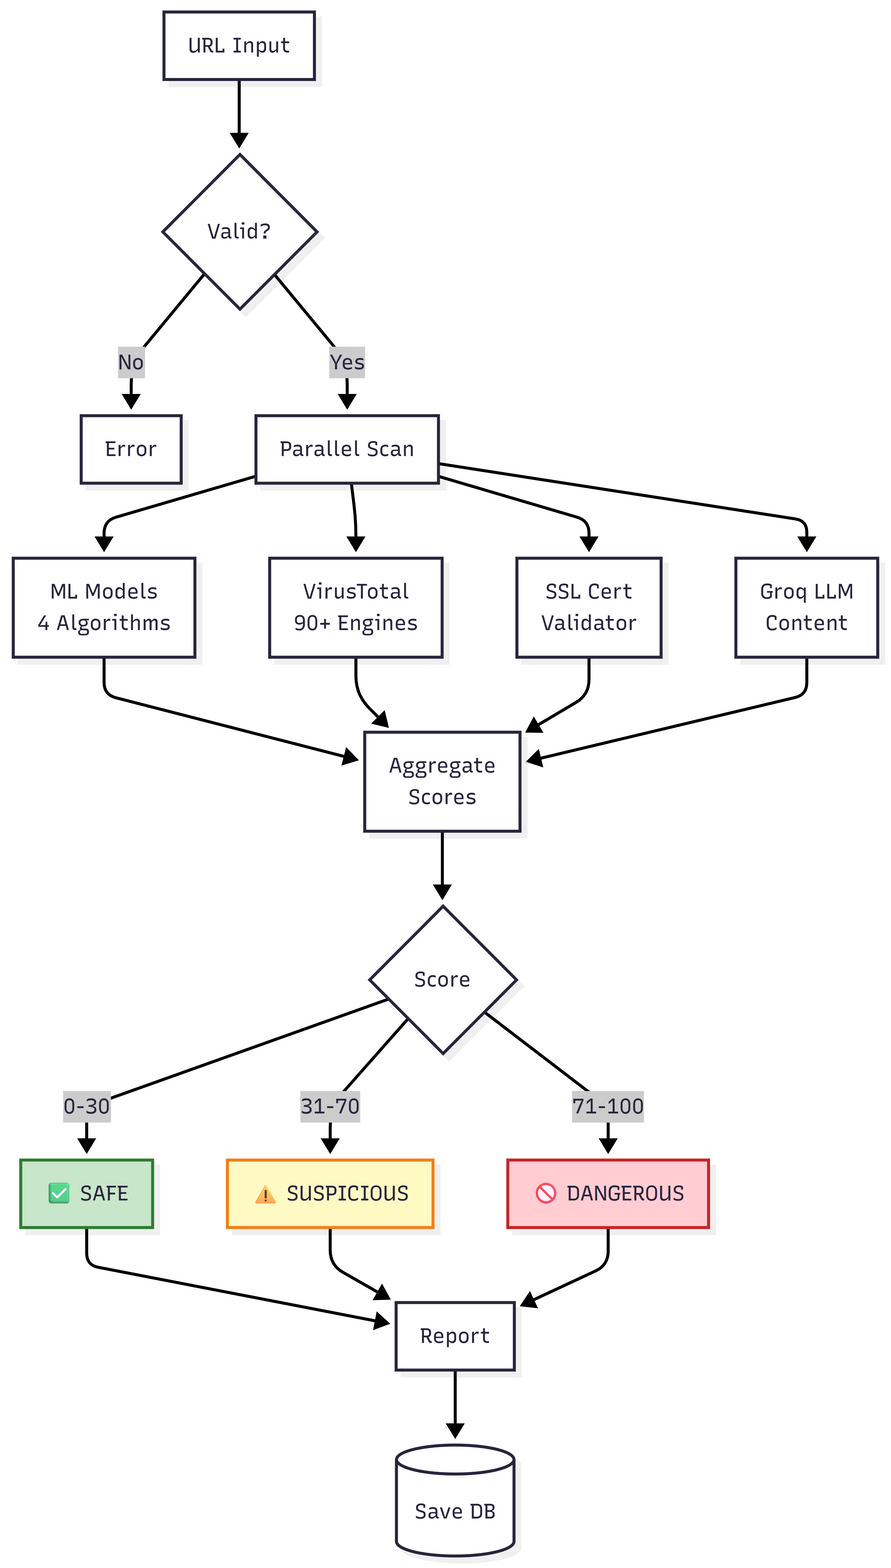 URL Input
Valid?
No
Yes
Error
Parallel Scan
ML Models
4 Algorithms
VirusTotal
90+ Engines
SSL Cert
Validator
Groq LLM
Content
Aggregate
Scores
Score
0-30
31-70
71-100
✅ SAFE
⚠️ SUSPICIOUS
🚫 DANGEROUS
Report
Save DB